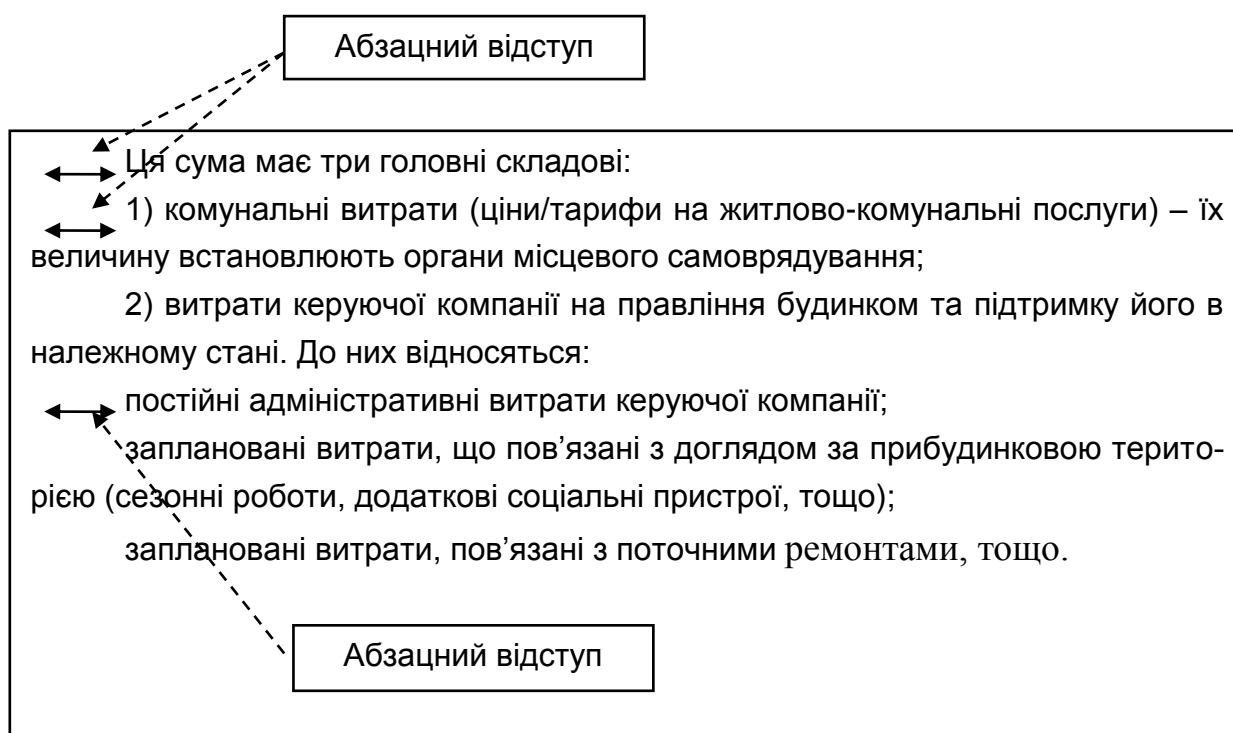 Абзацний відступ
Ця сума має три головні складові:
1) комунальні витрати (ціни/тарифи на житлово-комунальні послуги) – їх
величину встановлюють органи місцевого самоврядування;
2) витрати керуючої компанії на правління будинком та підтримку його в
належному стані. До них відносяться:
постійні адміністративні витрати керуючої компанії;
заплановані витрати, що пов’язані з доглядом за прибудинковою терито-
рією (сезонні роботи, додаткові соціальні пристрої, тощо);
заплановані витрати, пов’язані з поточними ремонтами, тощо.
Абзацний відступ